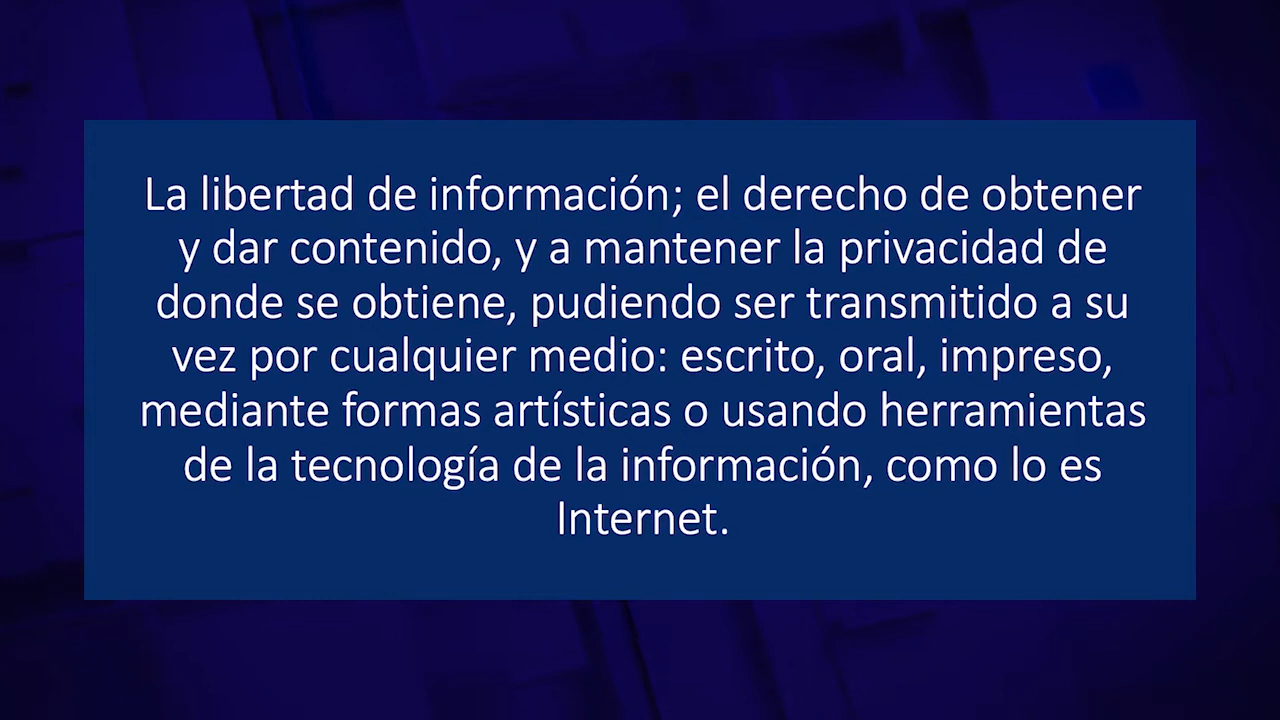 La libertad de información; el derecho de obtener
y dar contenido, y a mantener la privacidad de
donde se obtiene, pudiendo ser transmitido a su
vez por cualquier medio: escrito, oral, impreso,
mediante formas artísticas o usando herramientas
de la tecnología de la información, como lo es
Internet.